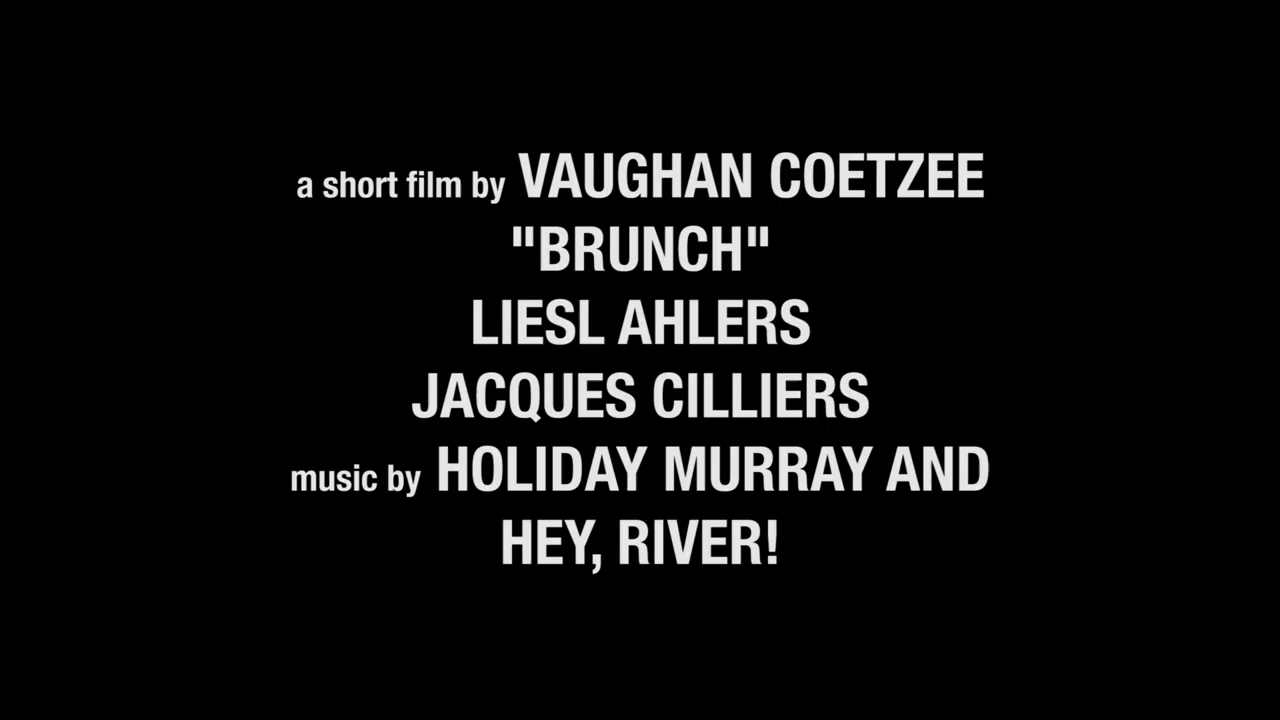 a short film by VAUGHAN COETZEE
"BRUNCH"
LIESL AHLERS
JACQUES CILLIERS
music by HOLIDAY MURRAY AND
HEY, RIVER!